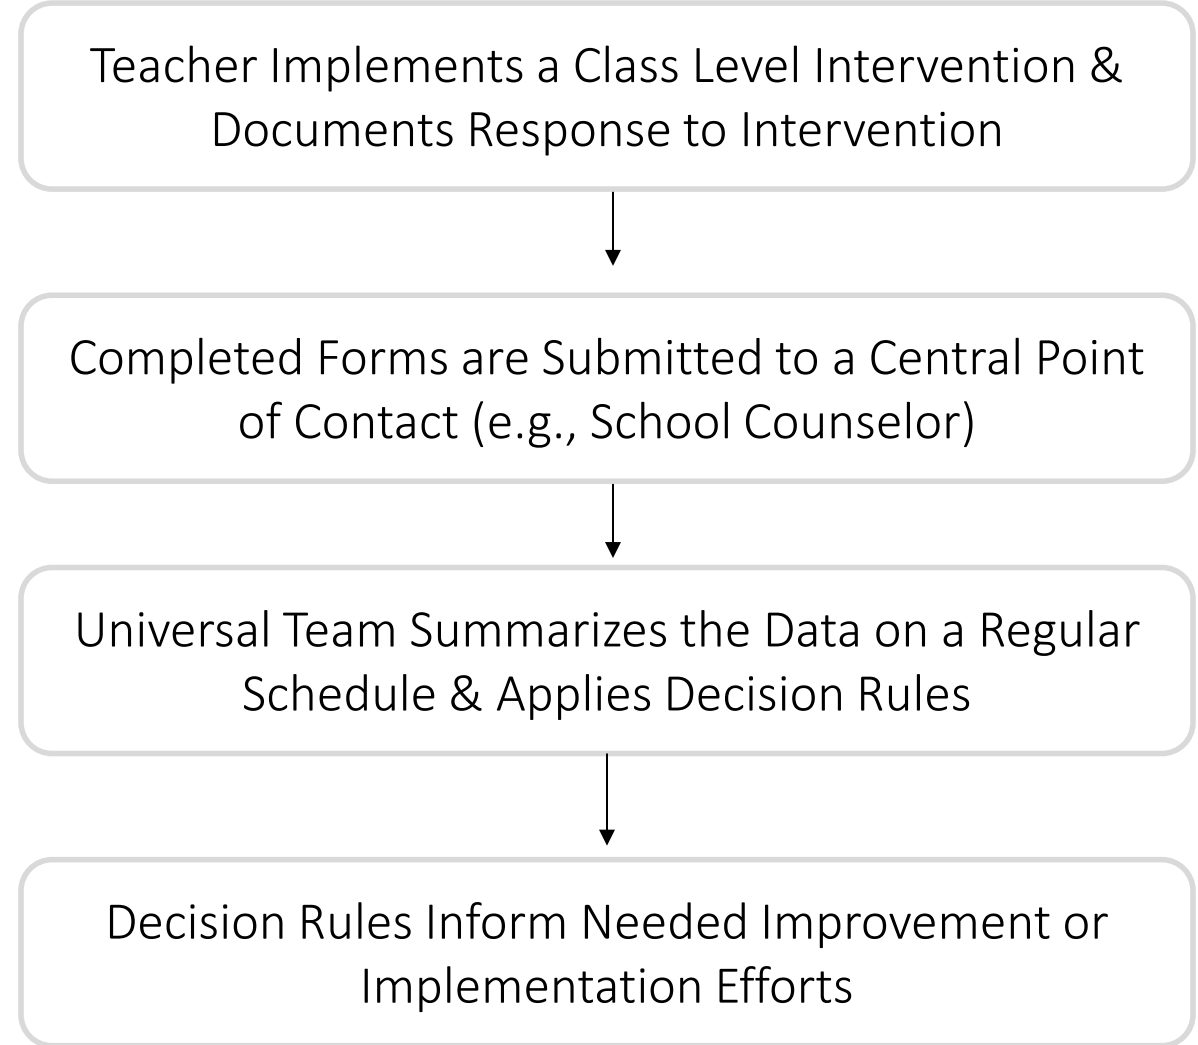 Teacher Implements a Class Level Intervention &
Documents Response to Intervention
Completed Forms are Submitted to a Central Point
of Contact (e.g., School Counselor)
Universal Team Summarizes the Data on a Regular
Schedule & Applies Decision Rules
Decision Rules Inform Needed Improvement or
Implementation Efforts